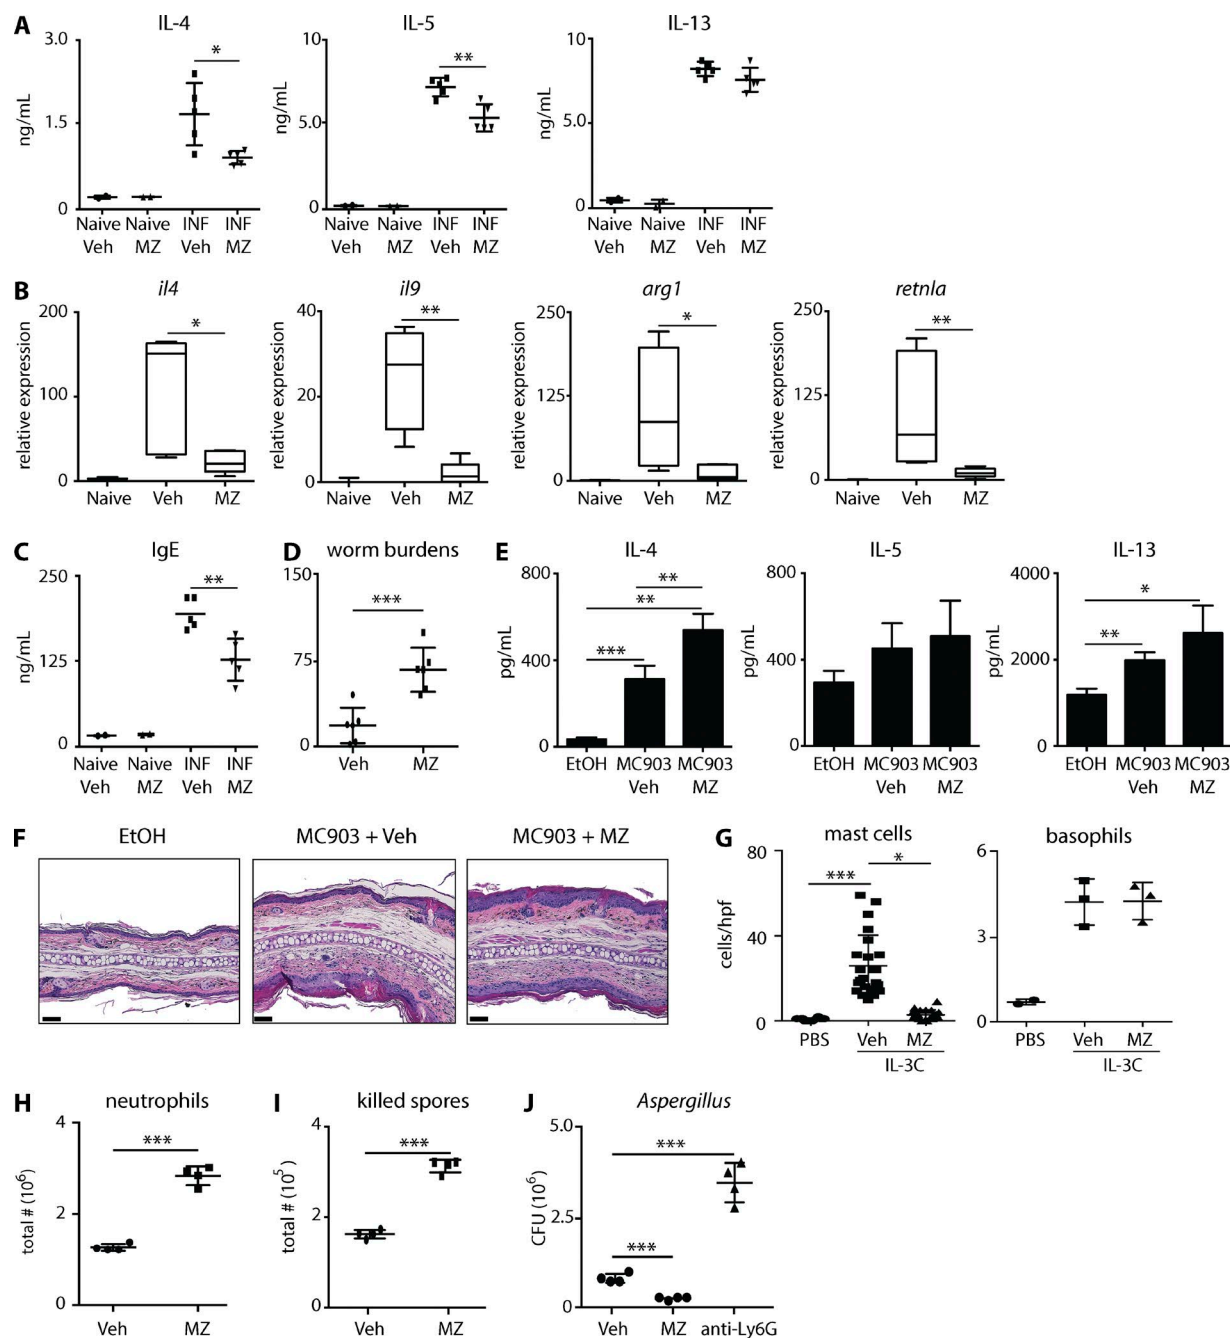 A
IL-4
IL-5
IL-13
3.0
1.5
0
ng/mL
*
Naive Naive INF INF
Veh MZ Veh MZ
10
5.0
0
ng/mL
**
Naive Naive INF INF
Veh MZ Veh MZ
10
5.0
0
ng/mL
Naive Naive INF INF
Veh MZ Veh MZ
B
il4
il9
arg1
retnla
200
100
0
relative expression
*
Naive Veh MZ
40
20
0
relative expression
**
Naive Veh MZ
250
125
0
relative expression
*
Naive Veh MZ
250
125
0
relative expression
**
Naive Veh MZ
C
IgE
250
125
0
ng/mL
**
Naive Naive INF INF
Veh MZ Veh MZ
D
worm burdens
150
75
0
***
Veh MZ
E
IL-4
800
400
0
pg/mL
**
**
***
EtOH MC903 MC903
Veh MZ
IL-5
800
400
0
pg/mL
EtOH MC903 MC903
Veh MZ
IL-13
4000
2000
0
pg/mL
*
**
EtOH MC903 MC903
Veh MZ
F
EtOH
MC903 + Veh
MC903 + MZ
G
mast cells
80
40
0
cells/hpf
***
*
PBS Veh MZ
IL-3C
basophils
6
3
0
PBS Veh MZ
IL-3C
H
neutrophils
4
2
0
total # (10⁶)
***
Veh MZ
I
killed spores
4
2
0
total # (10⁵)
***
Veh MZ
J
Aspergillus
5.0
2.5
0
CFU (10⁶)
***
***
Veh MZ anti-Ly6G